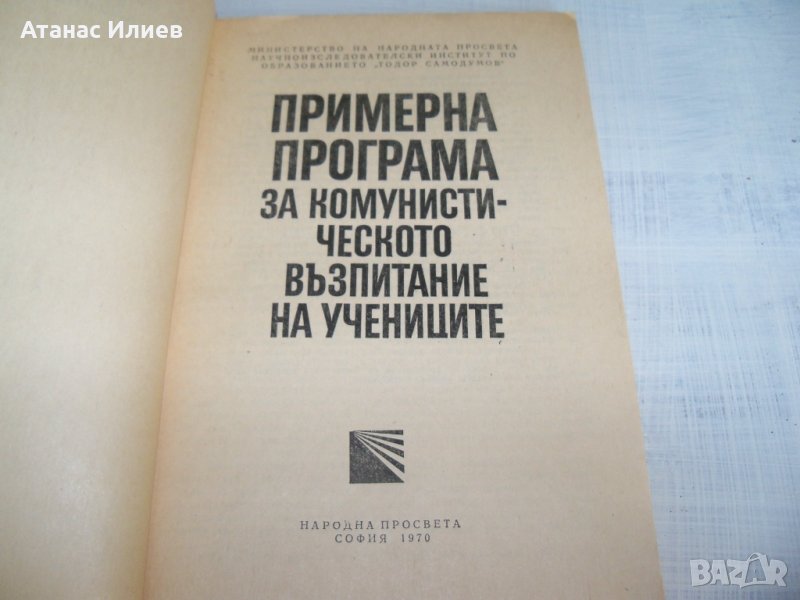 Атанас Илиев
МИНИСТЕРСТВО НА НАРОДНАТА ПРОСВЕТА
НАУЧНОИЗСЛЕДОВАТЕЛСКИ ИНСТИТУТ ПО
ОБРАЗОВАНИЕТО „ТОДОР САМОДУМОВ"
ПРИМЕРНА
ПРОГРАМА
ЗА КОМУНИСТИ-
ЧЕСКОТО
ВЪЗПИТАНИЕ
НА УЧЕНИЦИТЕ
НАРОДНА ПРОСВЕТА
СОФИЯ 1970
BAZAR